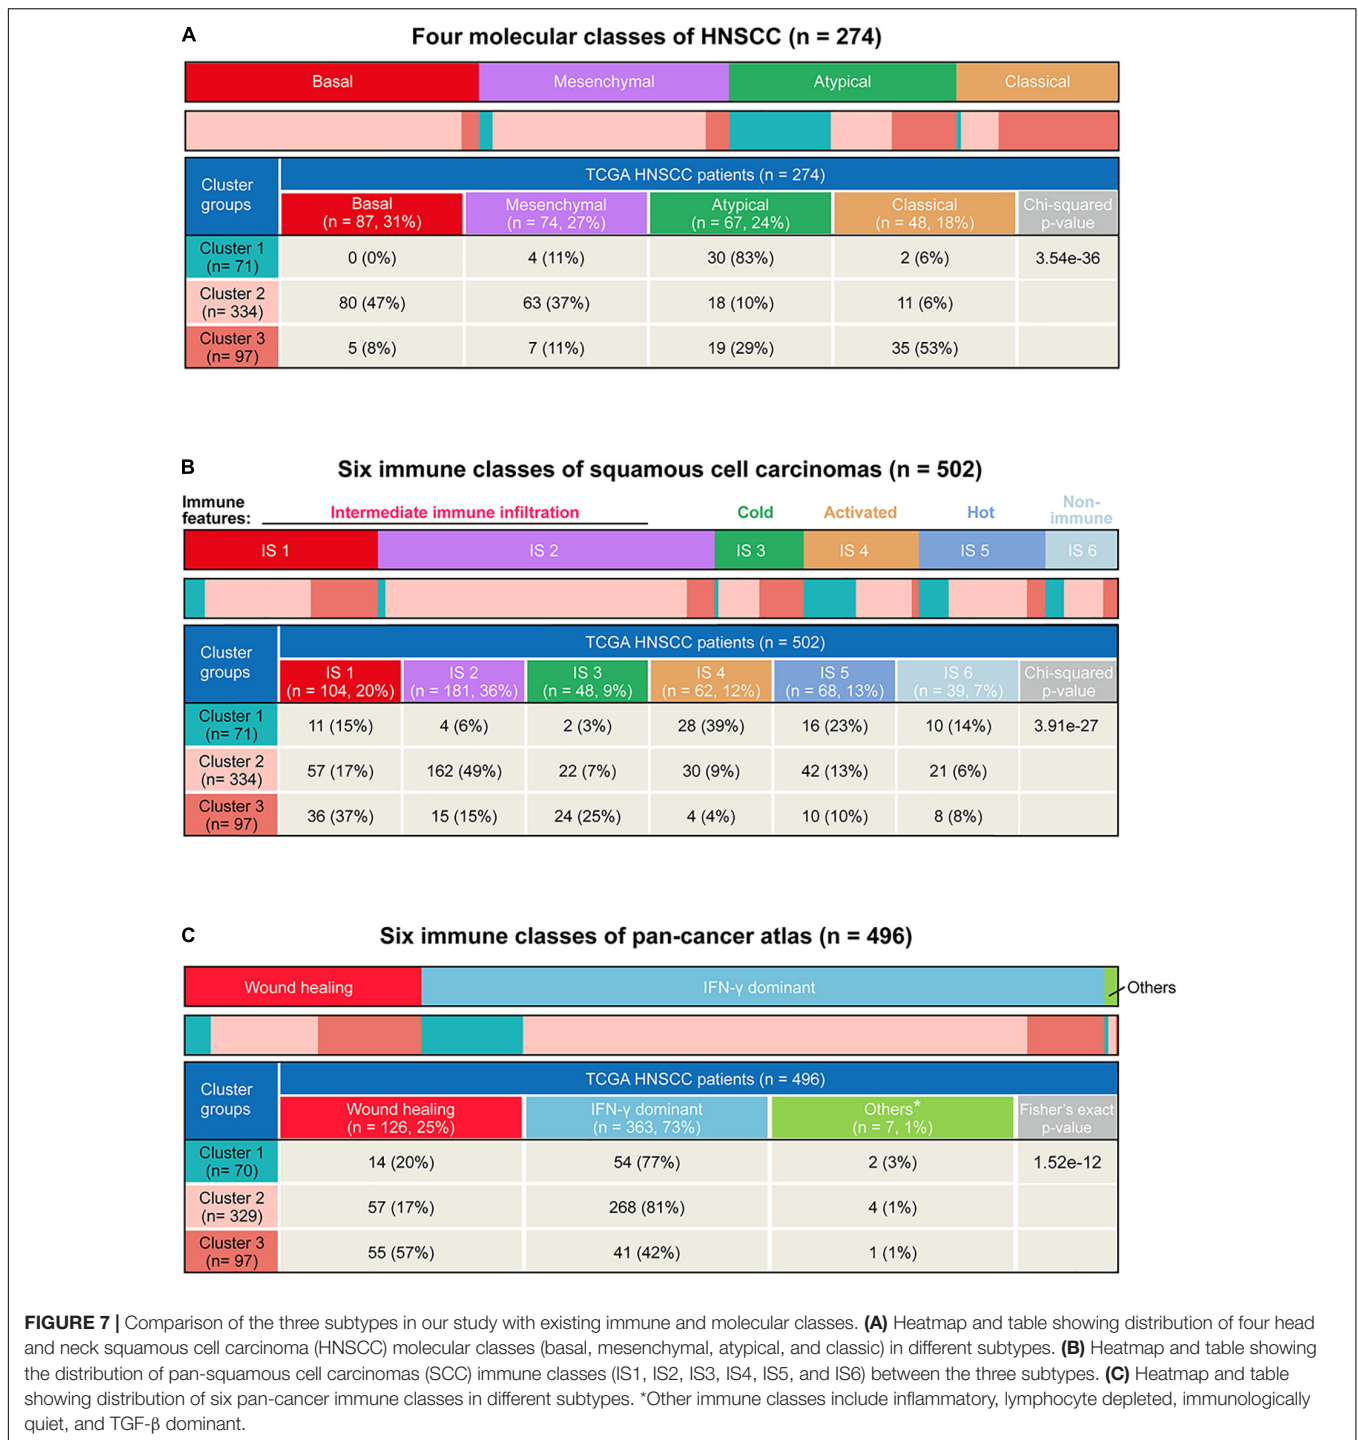 A
Four molecular classes of HNSCC (n = 274)
Basal Mesenchymal Atypical Classical
Cluster groups
TCGA HNSCC patients (n = 274)
Basal (n = 87, 31%) Mesenchymal (n = 74, 27%) Atypical (n = 67, 24%) Classical (n = 48, 18%) Chi-squared p-value
Cluster 1 (n= 71) 0 (0%) 4 (11%) 30 (83%) 2 (6%) 3.54e-36
Cluster 2 (n= 334) 80 (47%) 63 (37%) 18 (10%) 11 (6%)
Cluster 3 (n= 97) 5 (8%) 7 (11%) 19 (29%) 35 (53%)
B
Six immune classes of squamous cell carcinomas (n = 502)
Immune features: Intermediate immune infiltration Cold Activated Hot Non-immune
IS 1 IS 2 IS 3 IS 4 IS 5 IS 6
Cluster groups
TCGA HNSCC patients (n = 502)
IS 1 (n = 104, 20%) IS 2 (n = 181, 36%) IS 3 (n = 48, 9%) IS 4 (n = 62, 12%) IS 5 (n = 68, 13%) IS 6 (n = 39, 7%) Chi-squared p-value
Cluster 1 (n= 71) 11 (15%) 4 (6%) 2 (3%) 28 (39%) 16 (23%) 10 (14%) 3.91e-27
Cluster 2 (n= 334) 57 (17%) 162 (49%) 22 (7%) 30 (9%) 42 (13%) 21 (6%)
Cluster 3 (n= 97) 36 (37%) 15 (15%) 24 (25%) 4 (4%) 10 (10%) 8 (8%)
C
Six immune classes of pan-cancer atlas (n = 496)
Wound healing IFN-γ dominant Others
Cluster groups
TCGA HNSCC patients (n = 496)
Wound healing (n = 126, 25%) IFN-γ dominant (n = 363, 73%) Others* (n = 7, 1%) Fisher's exact p-value
Cluster 1 (n= 70) 14 (20%) 54 (77%) 2 (3%) 1.52e-12
Cluster 2 (n= 329) 57 (17%) 268 (81%) 4 (1%)
Cluster 3 (n= 97) 55 (57%) 41 (42%) 1 (1%)
FIGURE 7 | Comparison of the three subtypes in our study with existing immune and molecular classes. (A) Heatmap and table showing distribution of four head
and neck squamous cell carcinoma (HNSCC) molecular classes (basal, mesenchymal, atypical, and classic) in different subtypes. (B) Heatmap and table showing
the distribution of pan-squamous cell carcinomas (SCC) immune classes (IS1, IS2, IS3, IS4, IS5, and IS6) between the three subtypes. (C) Heatmap and table
showing distribution of six pan-cancer immune classes in different subtypes. *Other immune classes include inflammatory, lymphocyte depleted, immunologically
quiet, and TGF-β dominant.